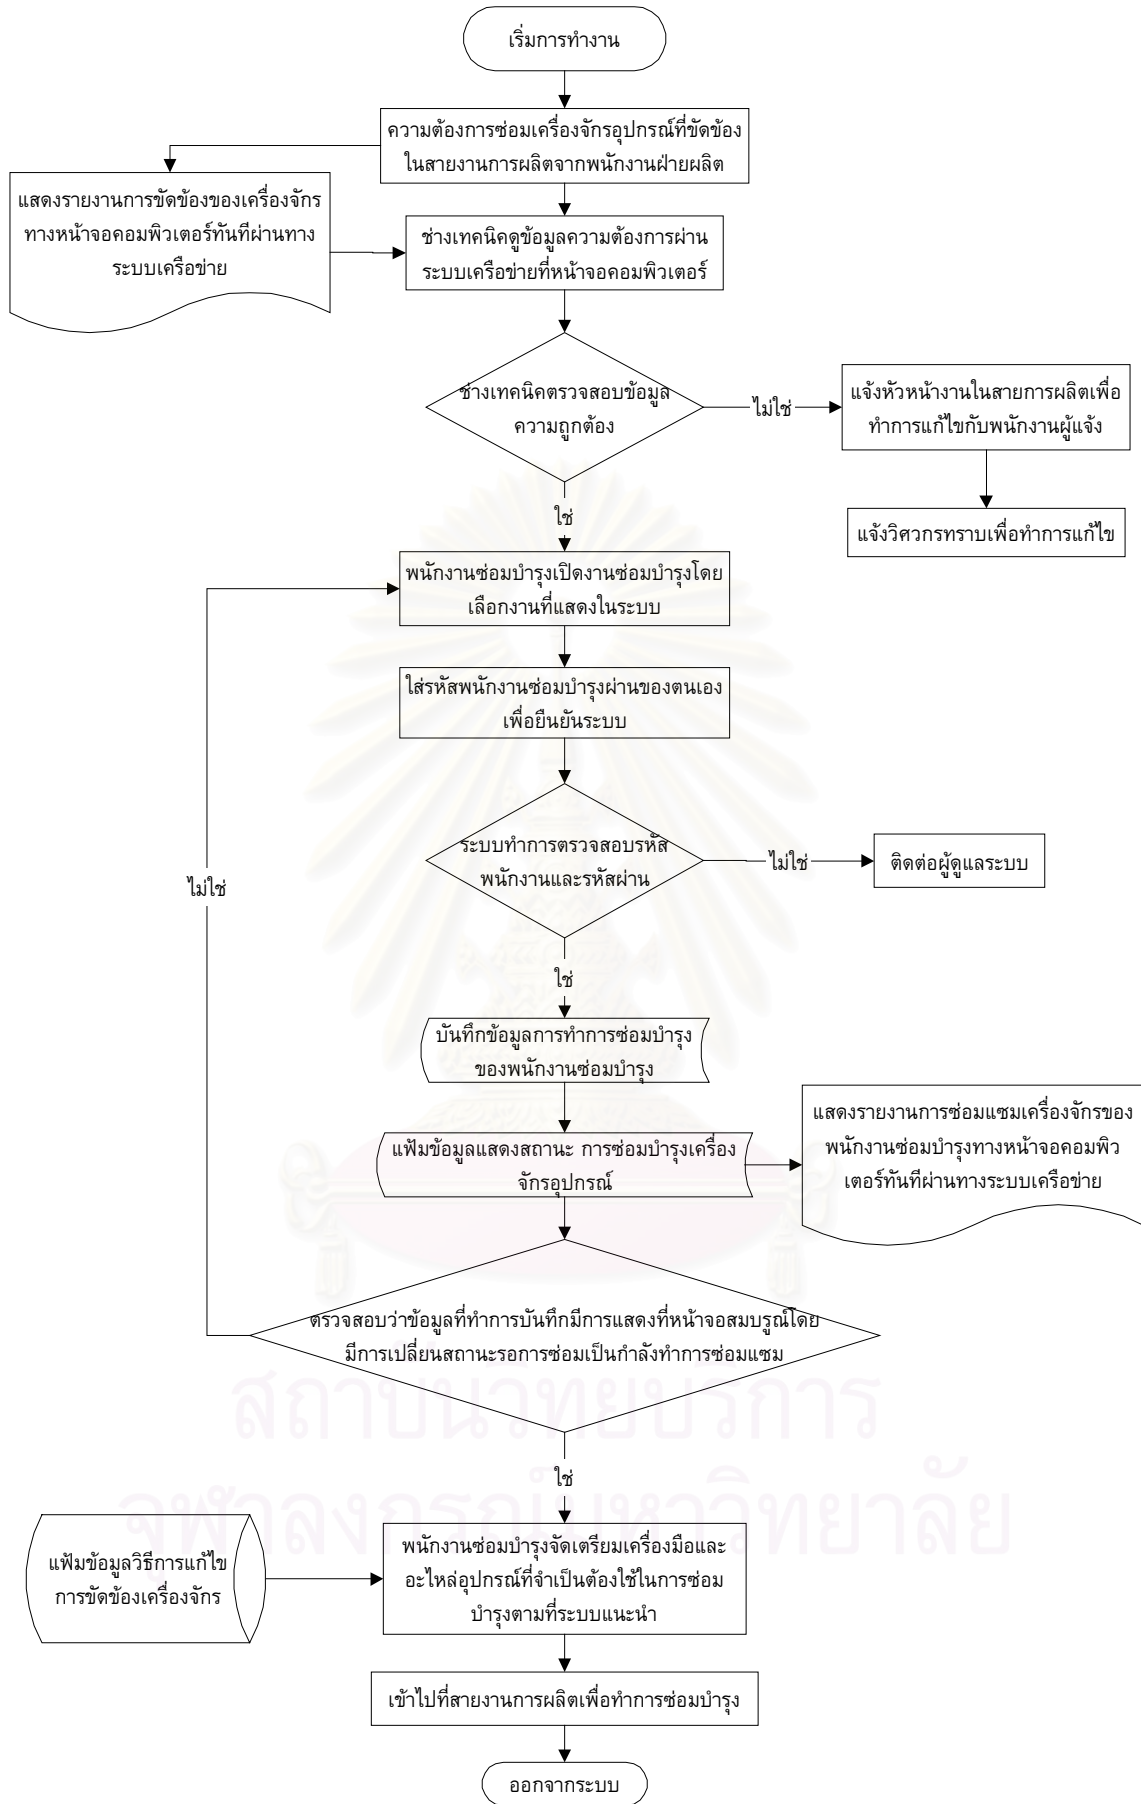 เริ่มการทำงาน
ความต้องการซ่อมเครื่องจักรอุปกรณ์ที่ขัดข้อง
ในสายงานการผลิตจากพนักงานฝ่ายผลิต
แสดงรายงานการขัดข้องของเครื่องจักร
ทางหน้าจอคอมพิวเตอร์ทันทีผ่านทาง
ระบบเครือข่าย
ช่างเทคนิคดูข้อมูลความต้องการผ่าน
ระบบเครือข่ายที่หน้าจอคอมพิวเตอร์
ช่างเทคนิคตรวจสอบข้อมูล
ความถูกต้อง
ไม่ใช่
แจ้งหัวหน้างานในสายการผลิตเพื่อ
ทำการแก้ไขกับพนักงานผู้แจ้ง
แจ้งวิศวกรทราบเพื่อทำการแก้ไข
ใช่
พนักงานซ่อมบำรุงเปิดงานซ่อมบำรุงโดย
เลือกงานที่แสดงในระบบ
ใส่รหัสพนักงานซ่อมบำรุงผ่านของตนเอง
เพื่อยืนยันระบบ
ระบบทำการตรวจสอบรหัส
พนักงานและรหัสผ่าน
ไม่ใช่
ติดต่อผู้ดูแลระบบ
ไม่ใช่
ใช่
บันทึกข้อมูลการทำการซ่อมบำรุง
ของพนักงานซ่อมบำรุง
แฟ้มข้อมูลแสดงสถานะ การซ่อมบำรุงเครื่อง
จักรอุปกรณ์
แสดงรายงานการซ่อมแซมเครื่องจักรของ
พนักงานซ่อมบำรุงทางหน้าจอคอมพิว
เตอร์ทันทีผ่านทางระบบเครือข่าย
ตรวจสอบว่าข้อมูลที่ทำการบันทึกมีการแสดงที่หน้าจอสมบรูณ์โดย
มีการเปลี่ยนสถานะรอการซ่อมเป็นกำลังทำการซ่อมแซม
สถาบันวิทยบริการ
ใช่
จุฬาลงกรณ์มหาวิทยาลัย
แฟ้มข้อมูลวิธีการแก้ไข
การขัดข้องเครื่องจักร
พนักงานซ่อมบำรุงจัดเตรียมเครื่องมือและ
อะไหล่อุปกรณ์ที่จำเป็นต้องใช้ในการซ่อม
บำรุงตามที่ระบบแนะนำ
เข้าไปที่สายงานการผลิตเพื่อทำการซ่อมบำรุง
ออกจากระบบ